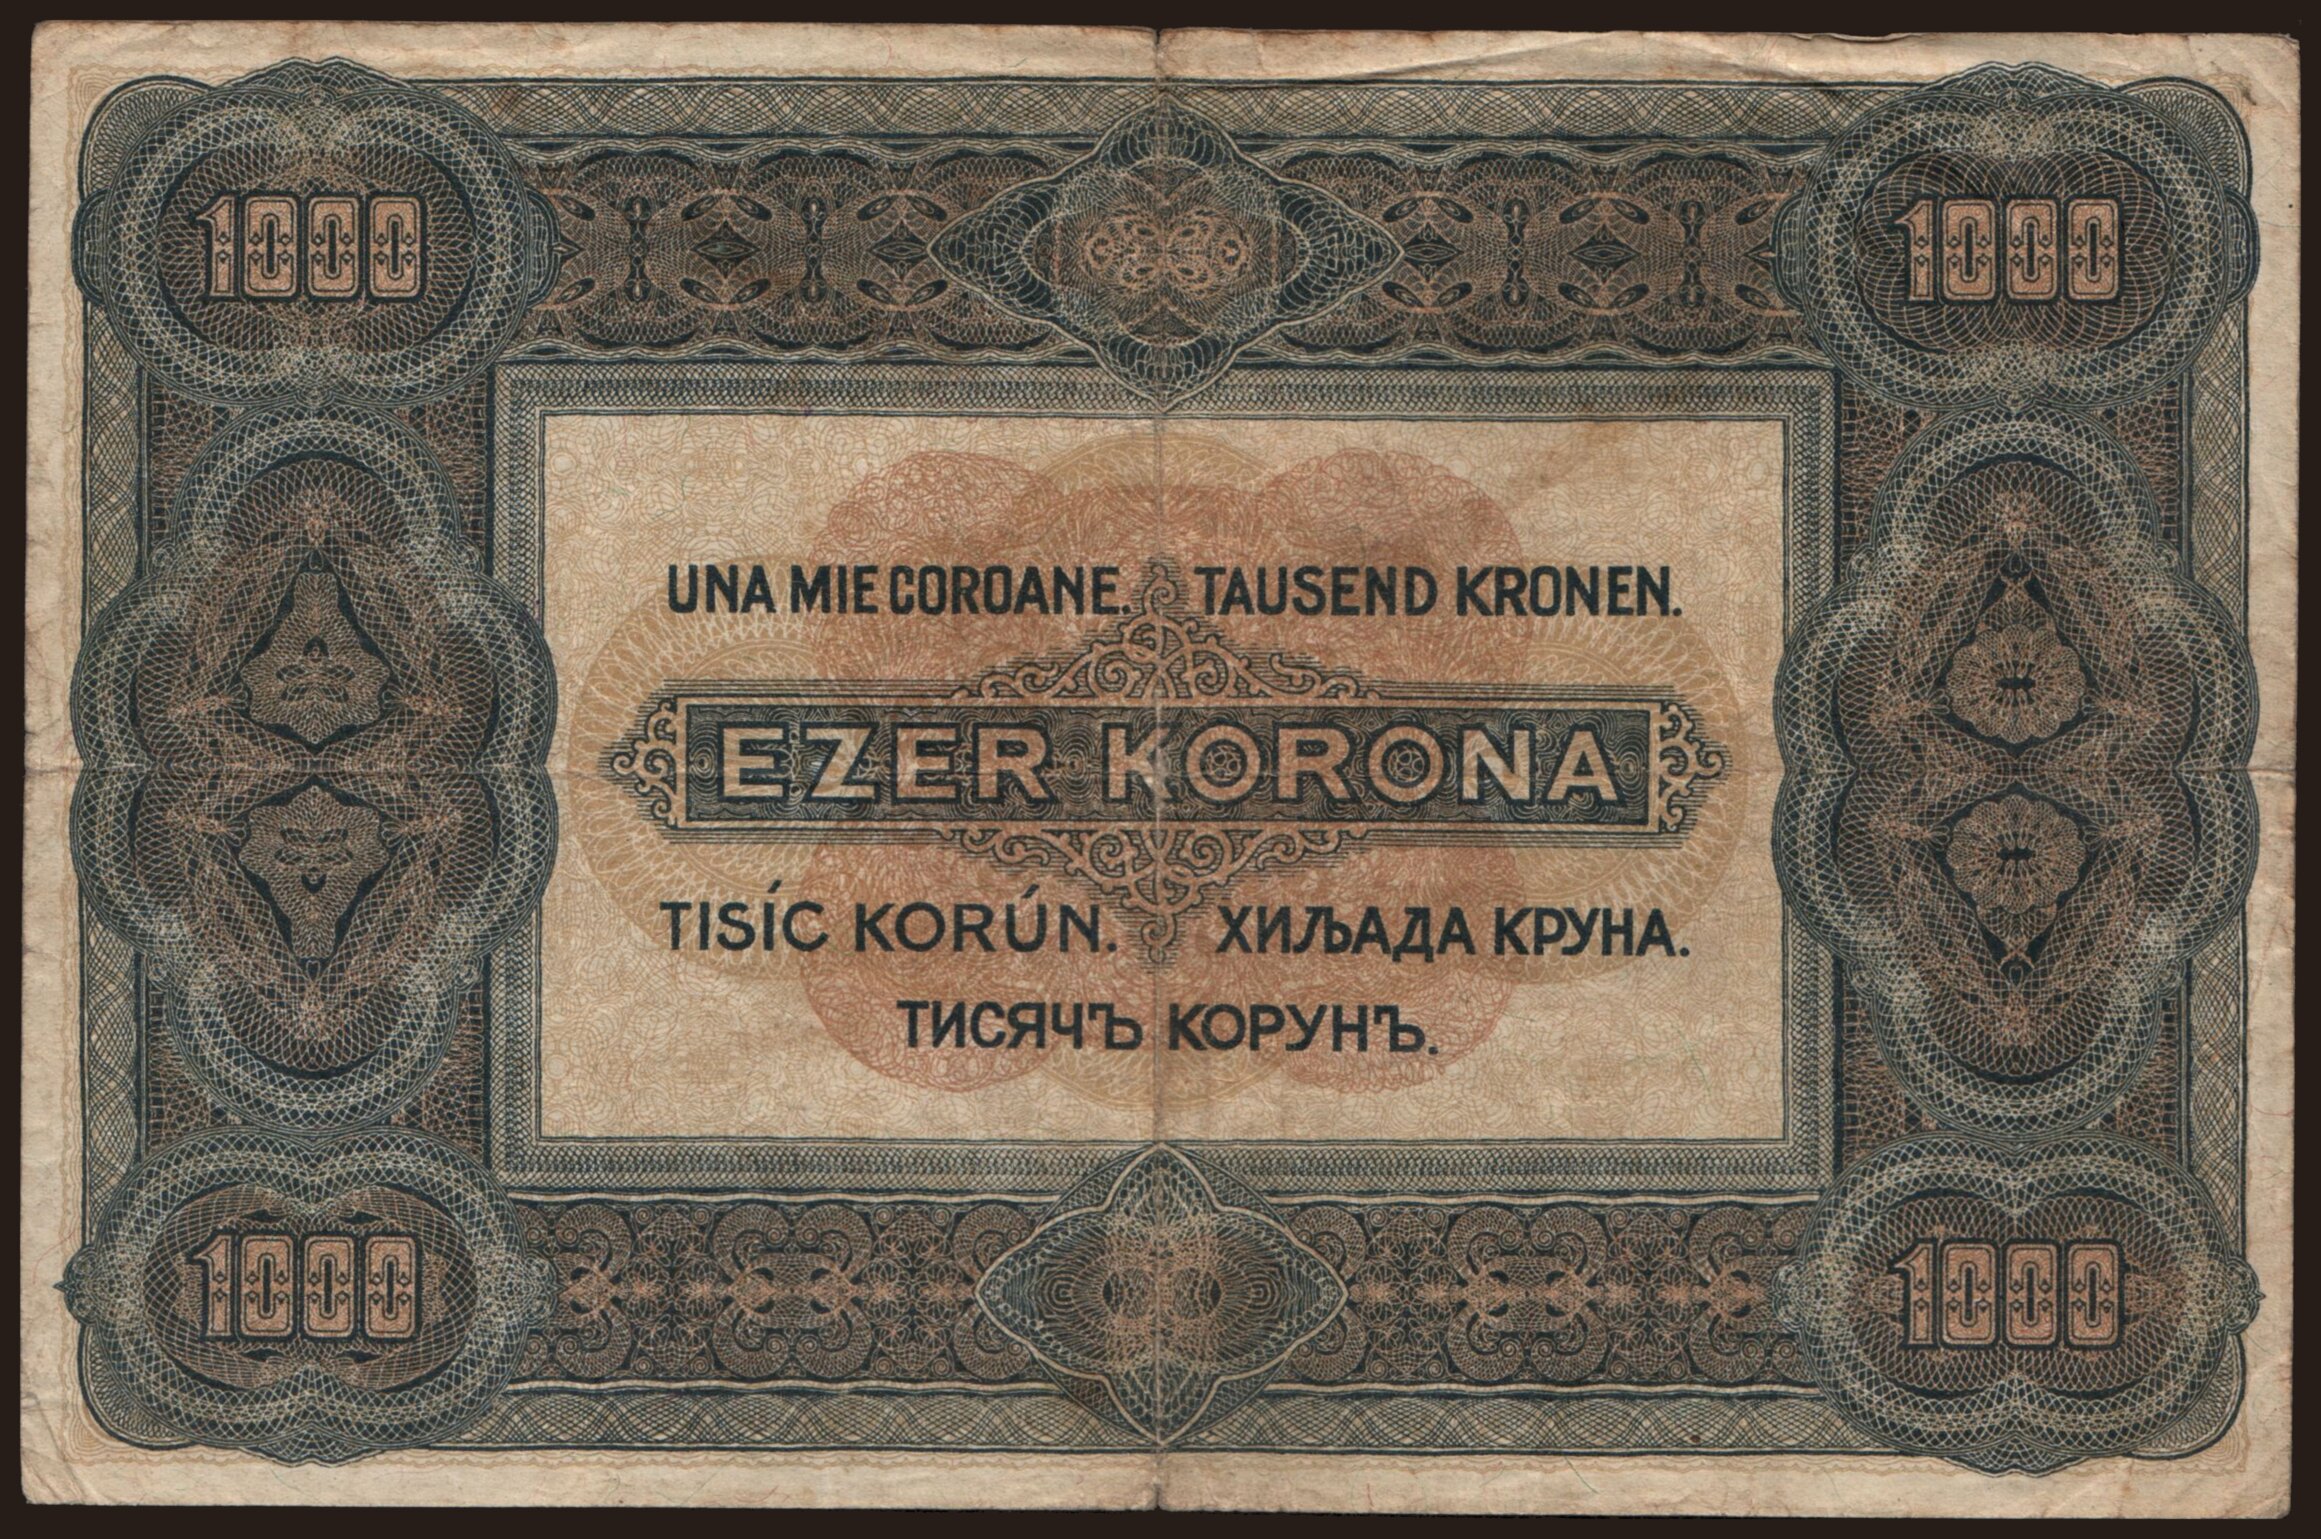 1000 1000
UNA MIE COROANE. TAUSEND KRONEN.
EZER KORONA
TISÍC KORÚN. ХИЉАДА КРУНА.
ТИСЯЧЪ КОРУНЪ.
1000 1000